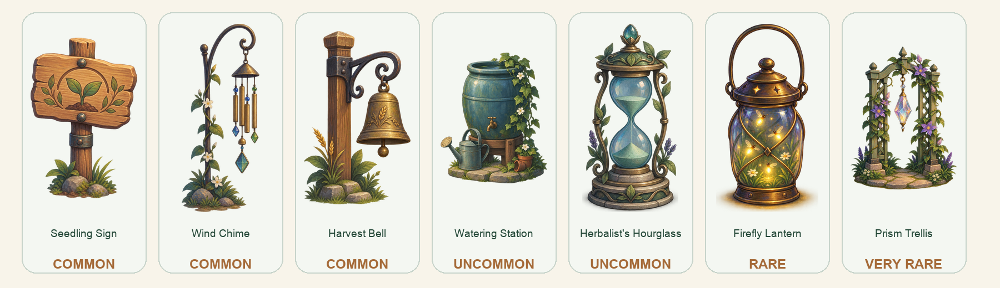 Seedling Sign
COMMON
Wind Chime
COMMON
Harvest Bell
COMMON
Watering Station
UNCOMMON
Herbalist's Hourglass
UNCOMMON
Firefly Lantern
RARE
Prism Trellis
VERY RARE